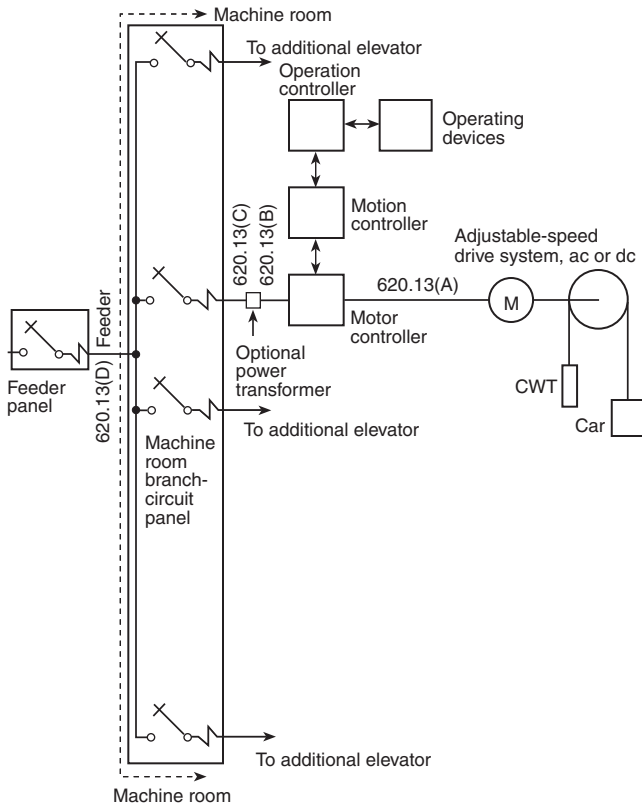 Machine room
To additional elevator
Operation
controller
Operating
devices
Motion
controller
620.13(C)
620.13(B)
Adjustable-speed
drive system, ac or dc
620.13(A)
M
Motor
controller
Feeder
620.13(D)
Feeder
panel
Optional
power
transformer
CWT
Car
To additional elevator
Machine
room
branch-
circuit
panel
To additional elevator
Machine room